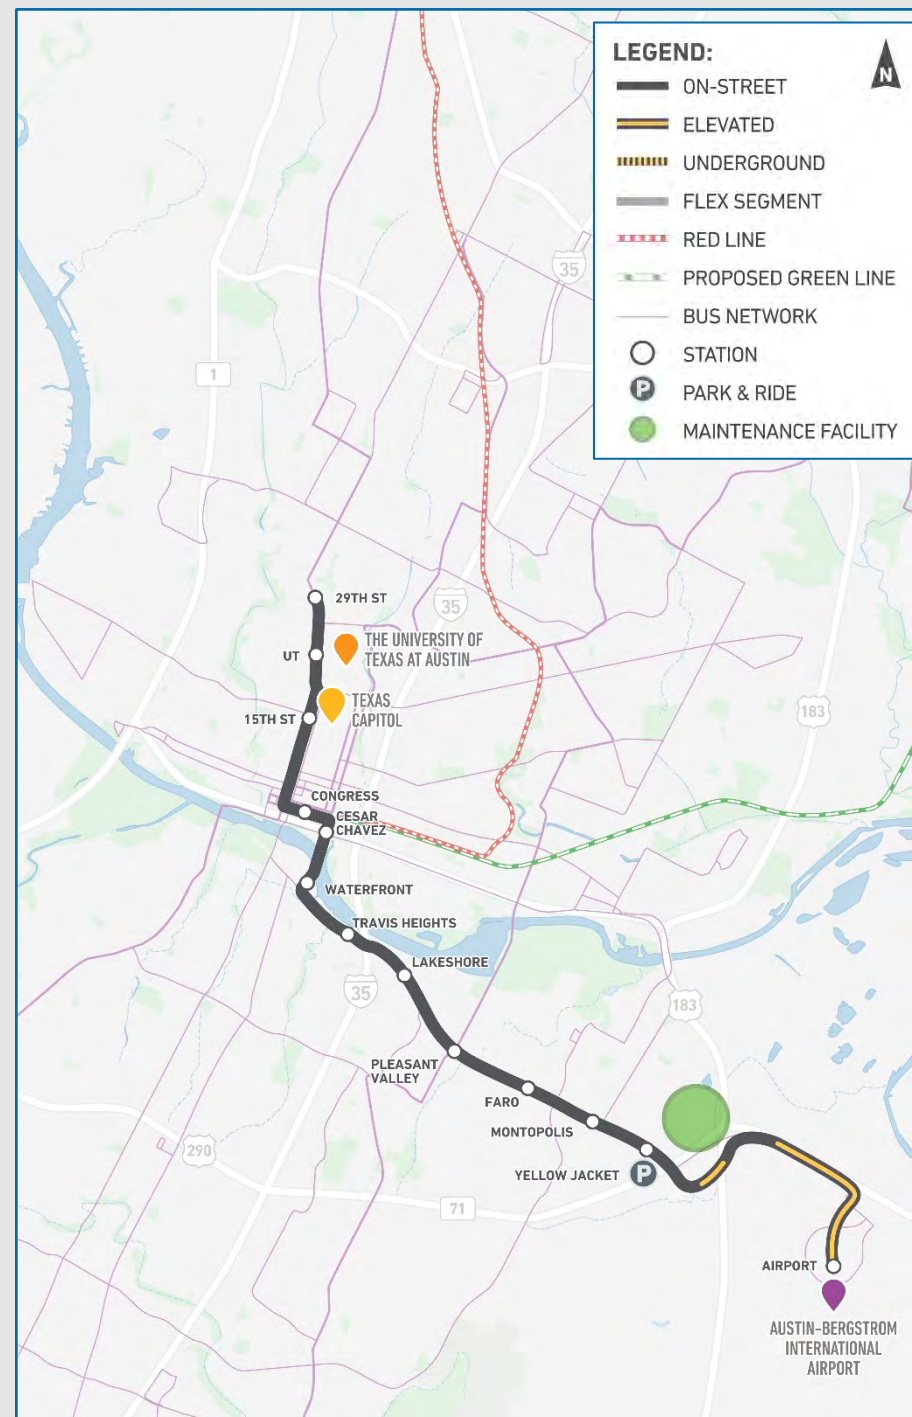 LEGEND:
N
ON-STREET
ELEVATED
UNDERGROUND
FLEX SEGMENT
RED LINE
PROPOSED GREEN LINE
BUS NETWORK
STATION
P PARK & RIDE
MAINTENANCE FACILITY
35
1
29TH ST
35
UT
THE UNIVERSITY OF
TEXAS AT AUSTIN
TEXAS
CAPITOL
15TH ST
183
CONGRESS
CESAR
CHAVEZ
WATERFRONT
TRAVIS HEIGHTS
LAKESHORE
35
183
PLEASANT
VALLEY
FARO
MONTOPOLIS
290
YELLOW JACKET
P
71
AIRPORT
AUSTIN-BERGSTROM
INTERNATIONAL
AIRPORT